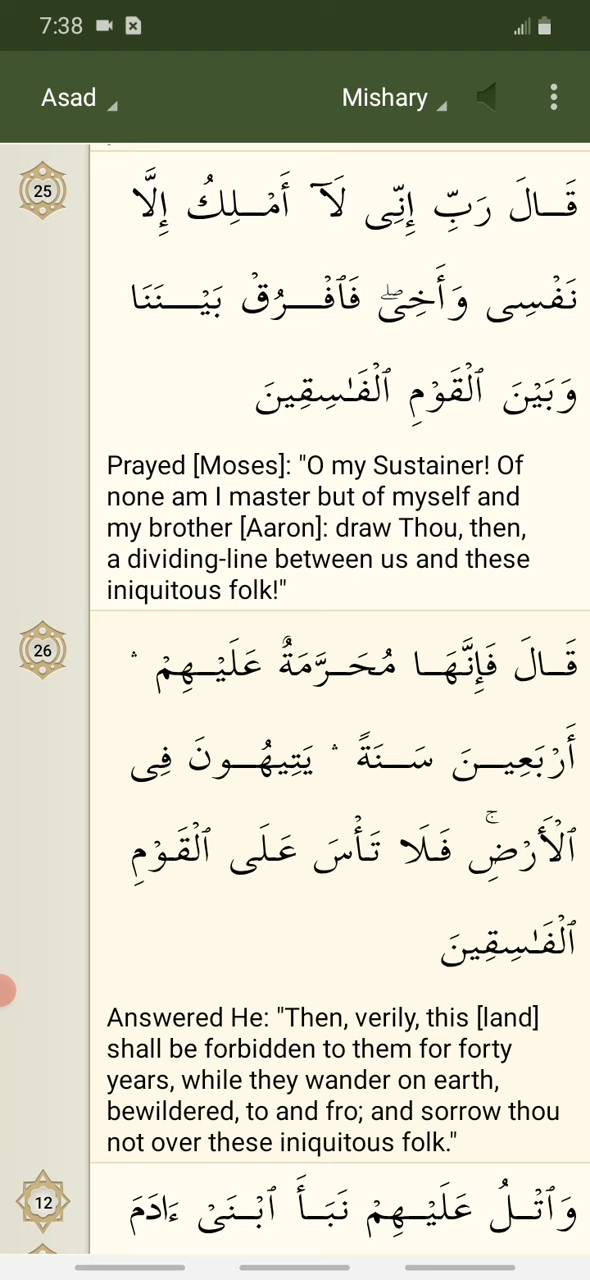 7:38
Asad
Mishary
25
قَالَ رَبِّ إِنِّى لَآ أَمْلِكُ إِلَّا
نَفْسِى وَأَخِىۖ فَٱفْرُقْ بَيْنَنَا
وَبَيْنَ ٱلْقَوْمِ ٱلْفَـٰسِقِينَ
Prayed [Moses]: "O my Sustainer! Of
none am I master but of myself and
my brother [Aaron]: draw Thou, then,
a dividing-line between us and these
iniquitous folk!"
26
قَالَ فَإِنَّهَا مُحَرَّمَةٌ عَلَيْهِمْ ۛ
أَرْبَعِينَ سَنَةً ۛ يَتِيهُونَ فِى
ٱلْأَرْضِۚ فَلَا تَأْسَ عَلَى ٱلْقَوْمِ
ٱلْفَـٰسِقِينَ
Answered He: "Then, verily, this [land]
shall be forbidden to them for forty
years, while they wander on earth,
bewildered, to and fro; and sorrow thou
not over these iniquitous folk."
12
وَٱتْلُ عَلَيْهِمْ نَبَأَ ٱبْنَىْ ءَادَمَ